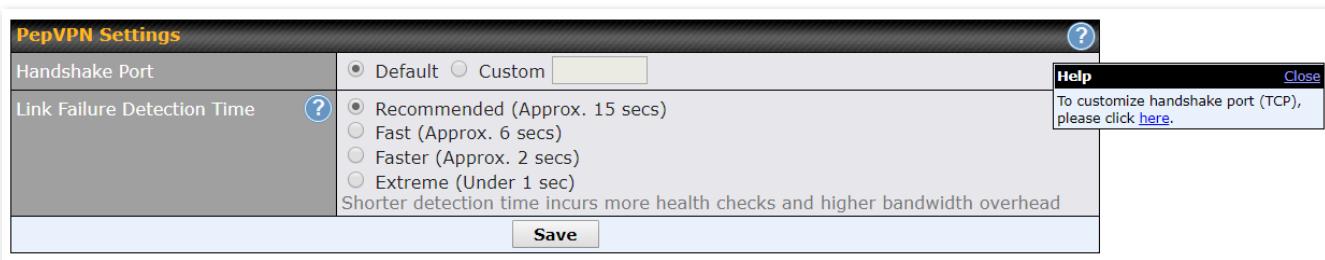 PepVPN Settings ?
Handshake Port Default Custom
Help Close
To customize handshake port (TCP),
please click here.
Link Failure Detection Time ? Recommended (Approx. 15 secs)
Fast (Approx. 6 secs)
Faster (Approx. 2 secs)
Extreme (Under 1 sec)
Shorter detection time incurs more health checks and higher bandwidth overhead
Save